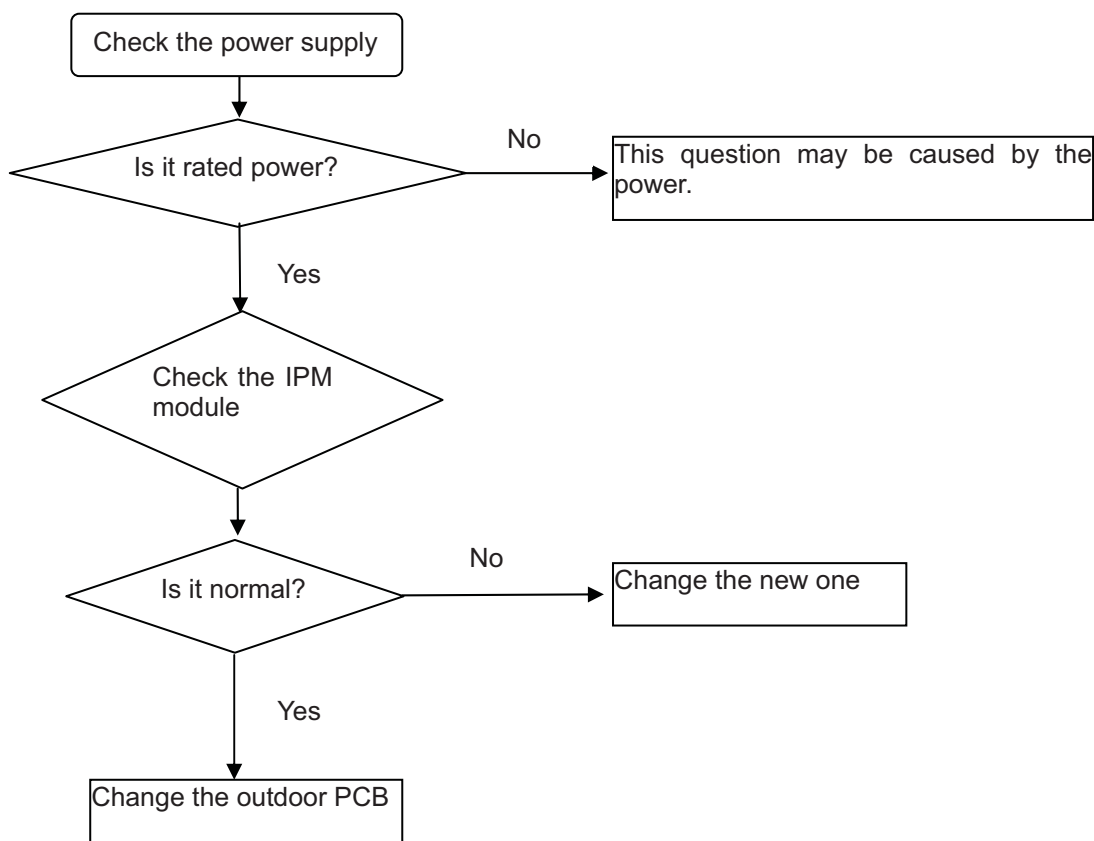 Check the power supply
No
Is it rated power?
This question may be caused by the
power.
Yes
Check the IPM
module
No
Is it normal?
Change the new one
Yes
Change the outdoor PCB